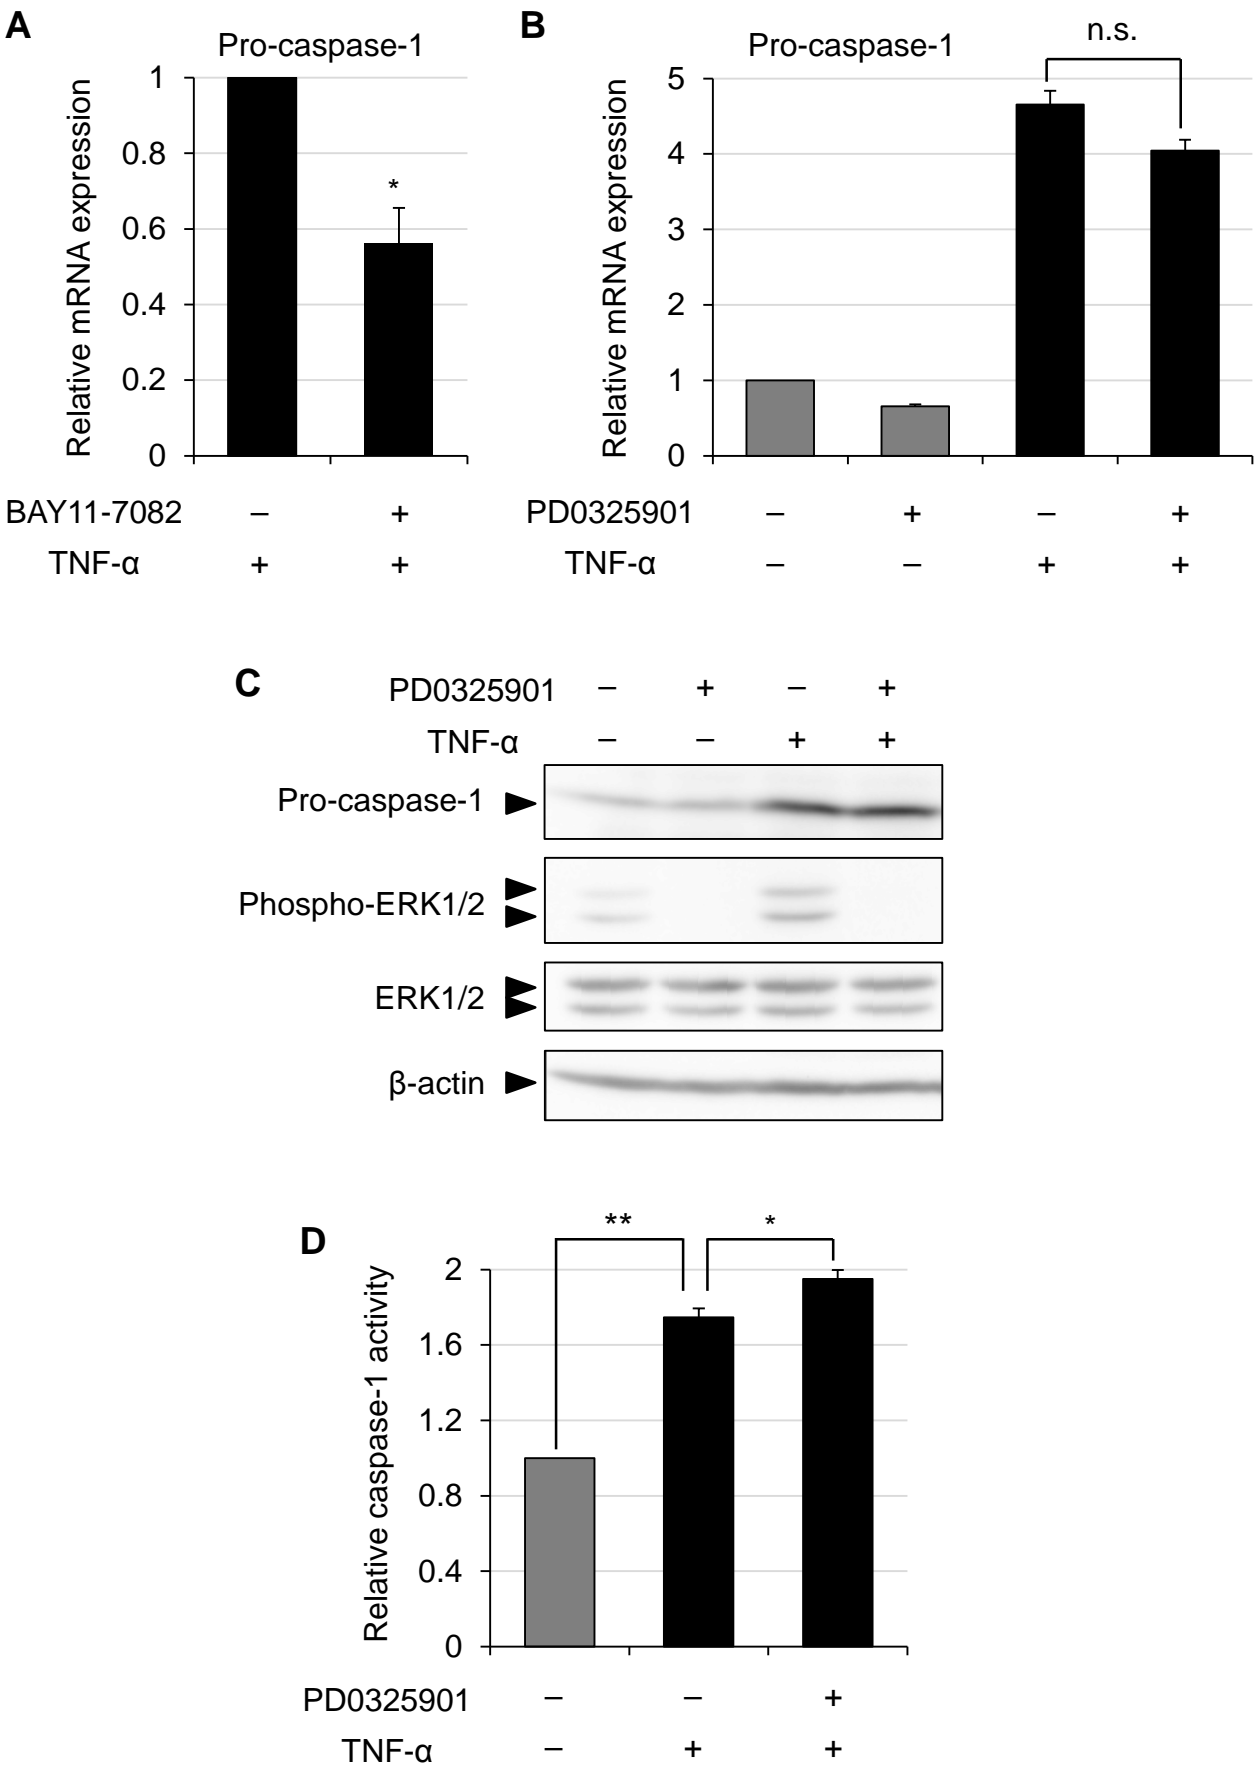 A
Pro-caspase-1
Relative mRNA expression
1
0.8
0.6
0.4
0.2
0
*
BAY11-7082 – +
TNF-α + +
B
Pro-caspase-1
n.s.
Relative mRNA expression
5
4
3
2
1
0
PD0325901 – + – +
TNF-α – – + +
C
PD0325901 – + – +
TNF-α – – + +
Pro-caspase-1
Phospho-ERK1/2
ERK1/2
β-actin
D
** *
Relative caspase-1 activity
2
1.6
1.2
0.8
0.4
0
PD0325901 – – +
TNF-α – + +